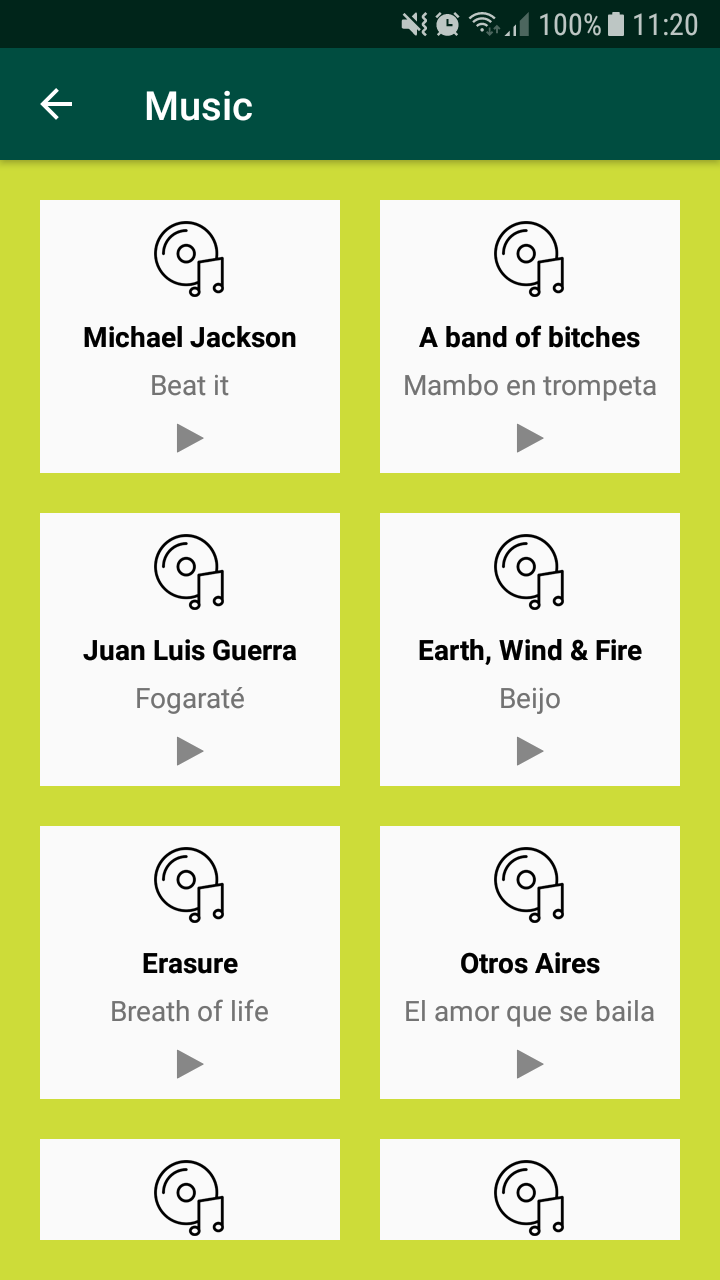 100% 11:20
Music
Michael Jackson
Beat it
A band of bitches
Mambo en trompeta
Juan Luis Guerra
Fogaraté
Earth, Wind & Fire
Beijo
Erasure
Breath of life
Otros Aires
El amor que se baila